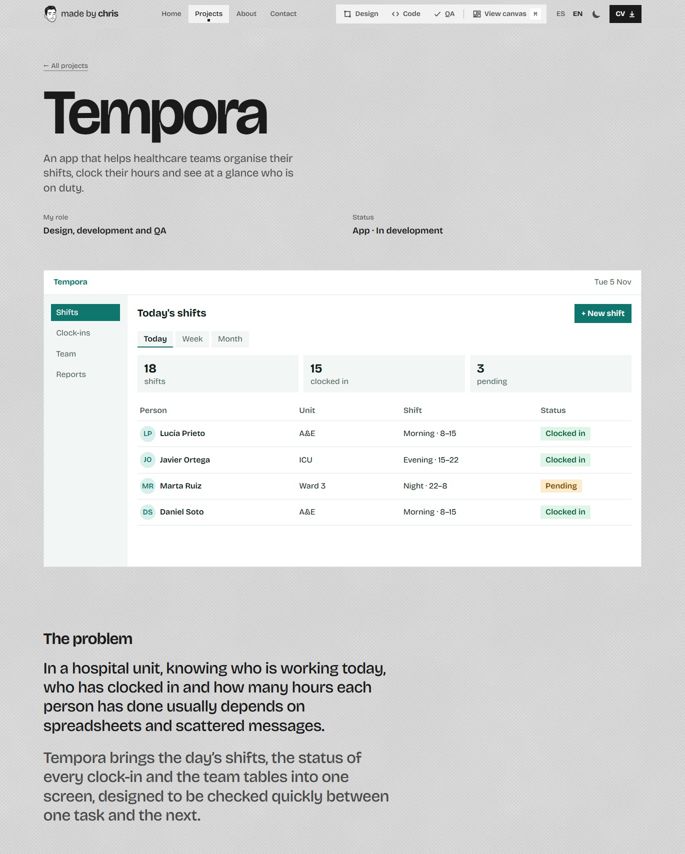 made by chris
Home
Projects
About
Contact
Design
Code
QA
View canvas
ES
EN
CV
← All projects
Tempora
An app that helps healthcare teams organise their
shifts, clock their hours and see at a glance who is
on duty.
My role
Status
Design, development and QA
App · In development
Tempora
Tue 5 Nov
Shifts
Clock-ins
Team
Reports
Today's shifts
+ New shift
Today
Week
Month
18
shifts
15
clocked in
3
pending
Person
Unit
Shift
Status
LP
Lucía Prieto
A&E
Morning · 8–15
Clocked in
JO
Javier Ortega
ICU
Evening · 15–22
Clocked in
MR
Marta Ruiz
Ward 3
Night · 22–8
Pending
DS
Daniel Soto
A&E
Morning · 8–15
Clocked in
The problem
In a hospital unit, knowing who is working today,
who has clocked in and how many hours each
person has done usually depends on
spreadsheets and scattered messages.
Tempora brings the day's shifts, the status of
every clock-in and the team tables into one
screen, designed to be checked quickly between
one task and the next.